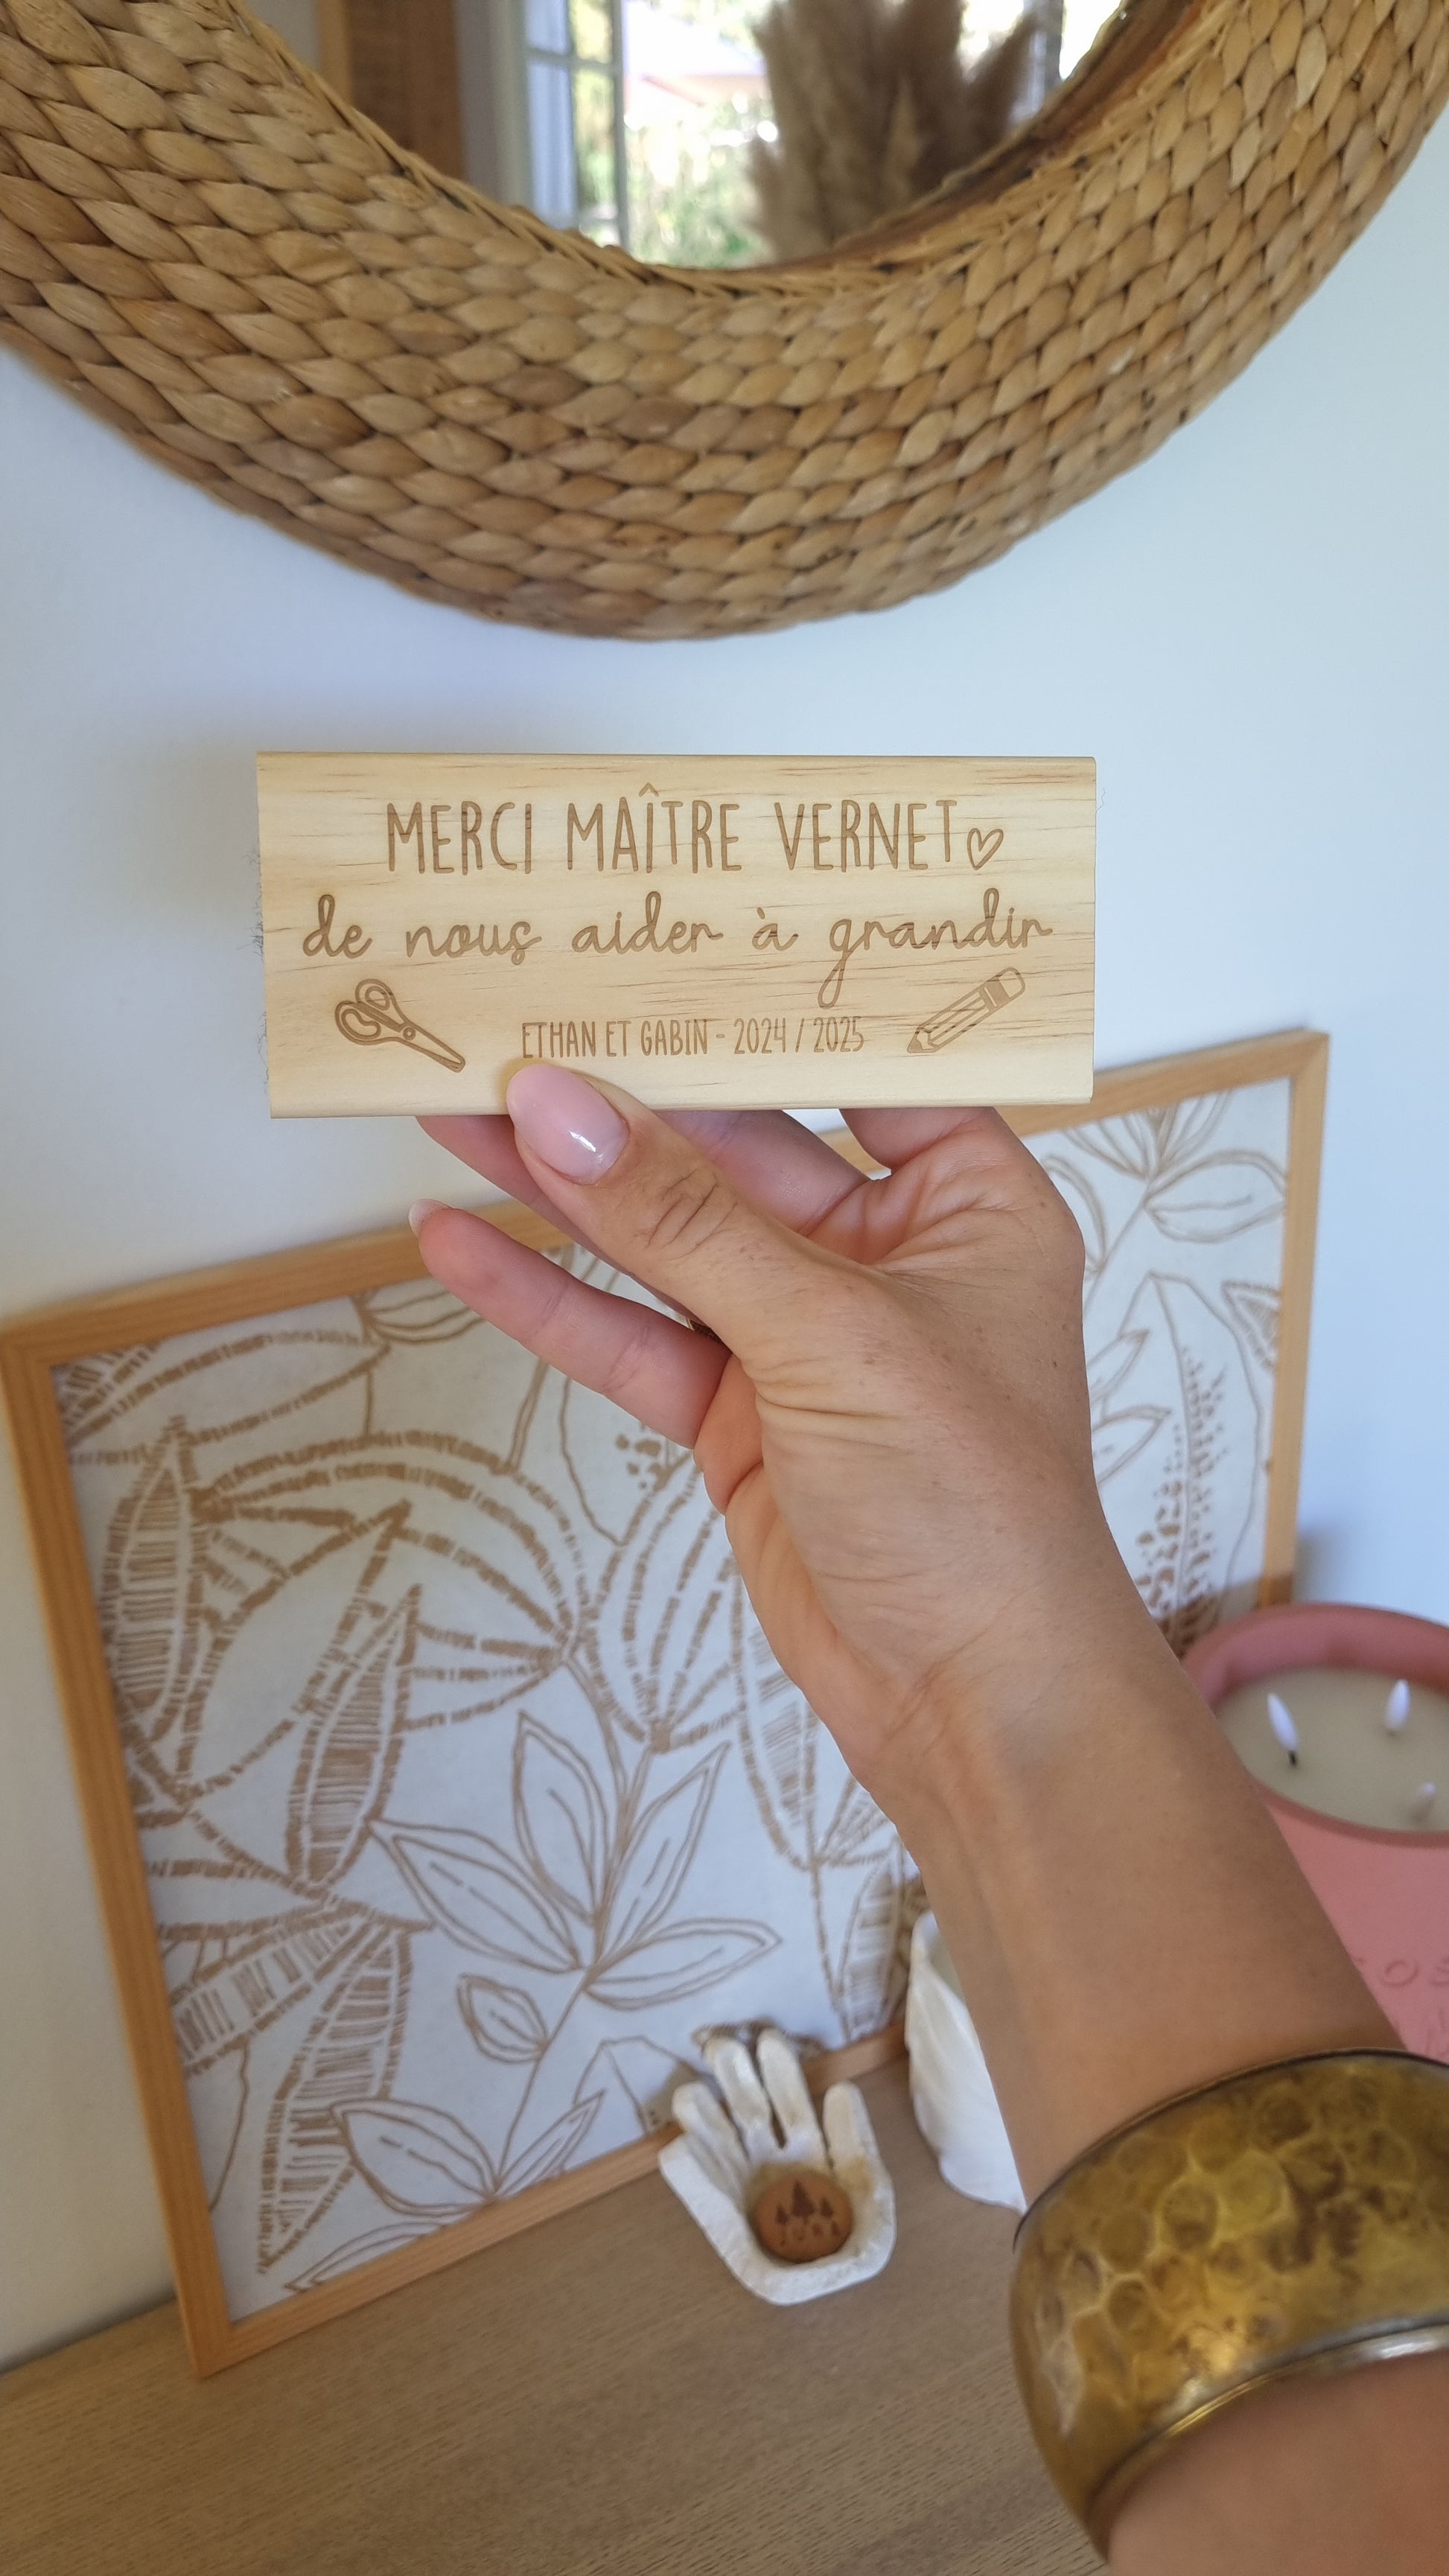 MERCI MAÎTRE VERNET
de nous aider à grandir
ETHAN ET GABIN - 2024 / 2025